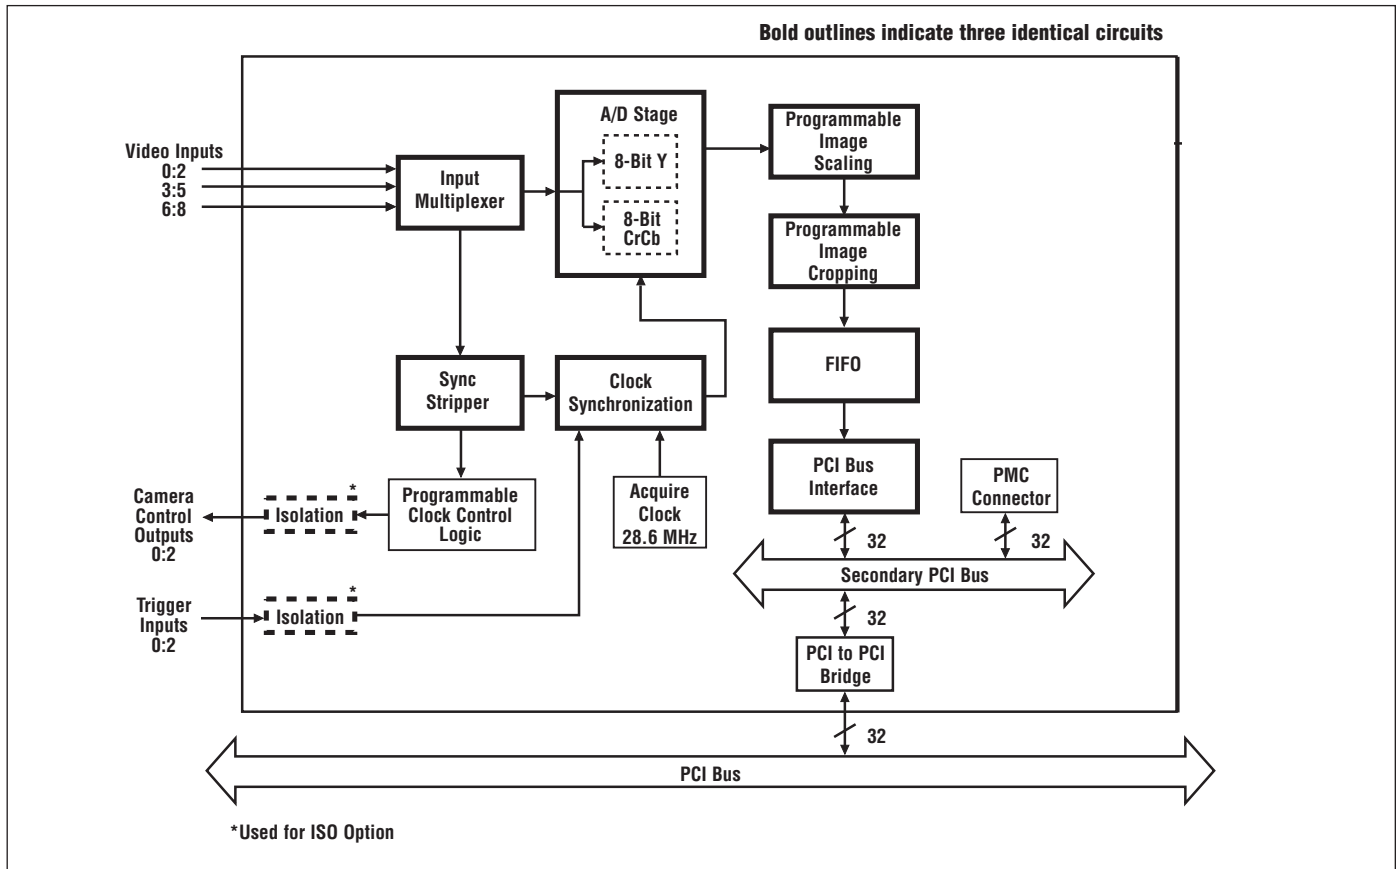 Bold outlines indicate three identical circuits
Video Inputs
0:2
3:5
6:8
Input
Multiplexer
A/D Stage
8-Bit Y
8-Bit
CrCb
Programmable
Image
Scaling
Programmable
Image
Cropping
FIFO
Sync
Stripper
Clock
Synchronization
PCI Bus
Interface
PMC
Connector
Camera
Control
Outputs
0:2
*
Isolation
Programmable
Clock Control
Logic
Acquire
Clock
28.6 MHz
32
32
Secondary PCI Bus
Trigger
Inputs
0:2
*
Isolation
32
PCI to PCI
Bridge
32
PCI Bus
*Used for ISO Option